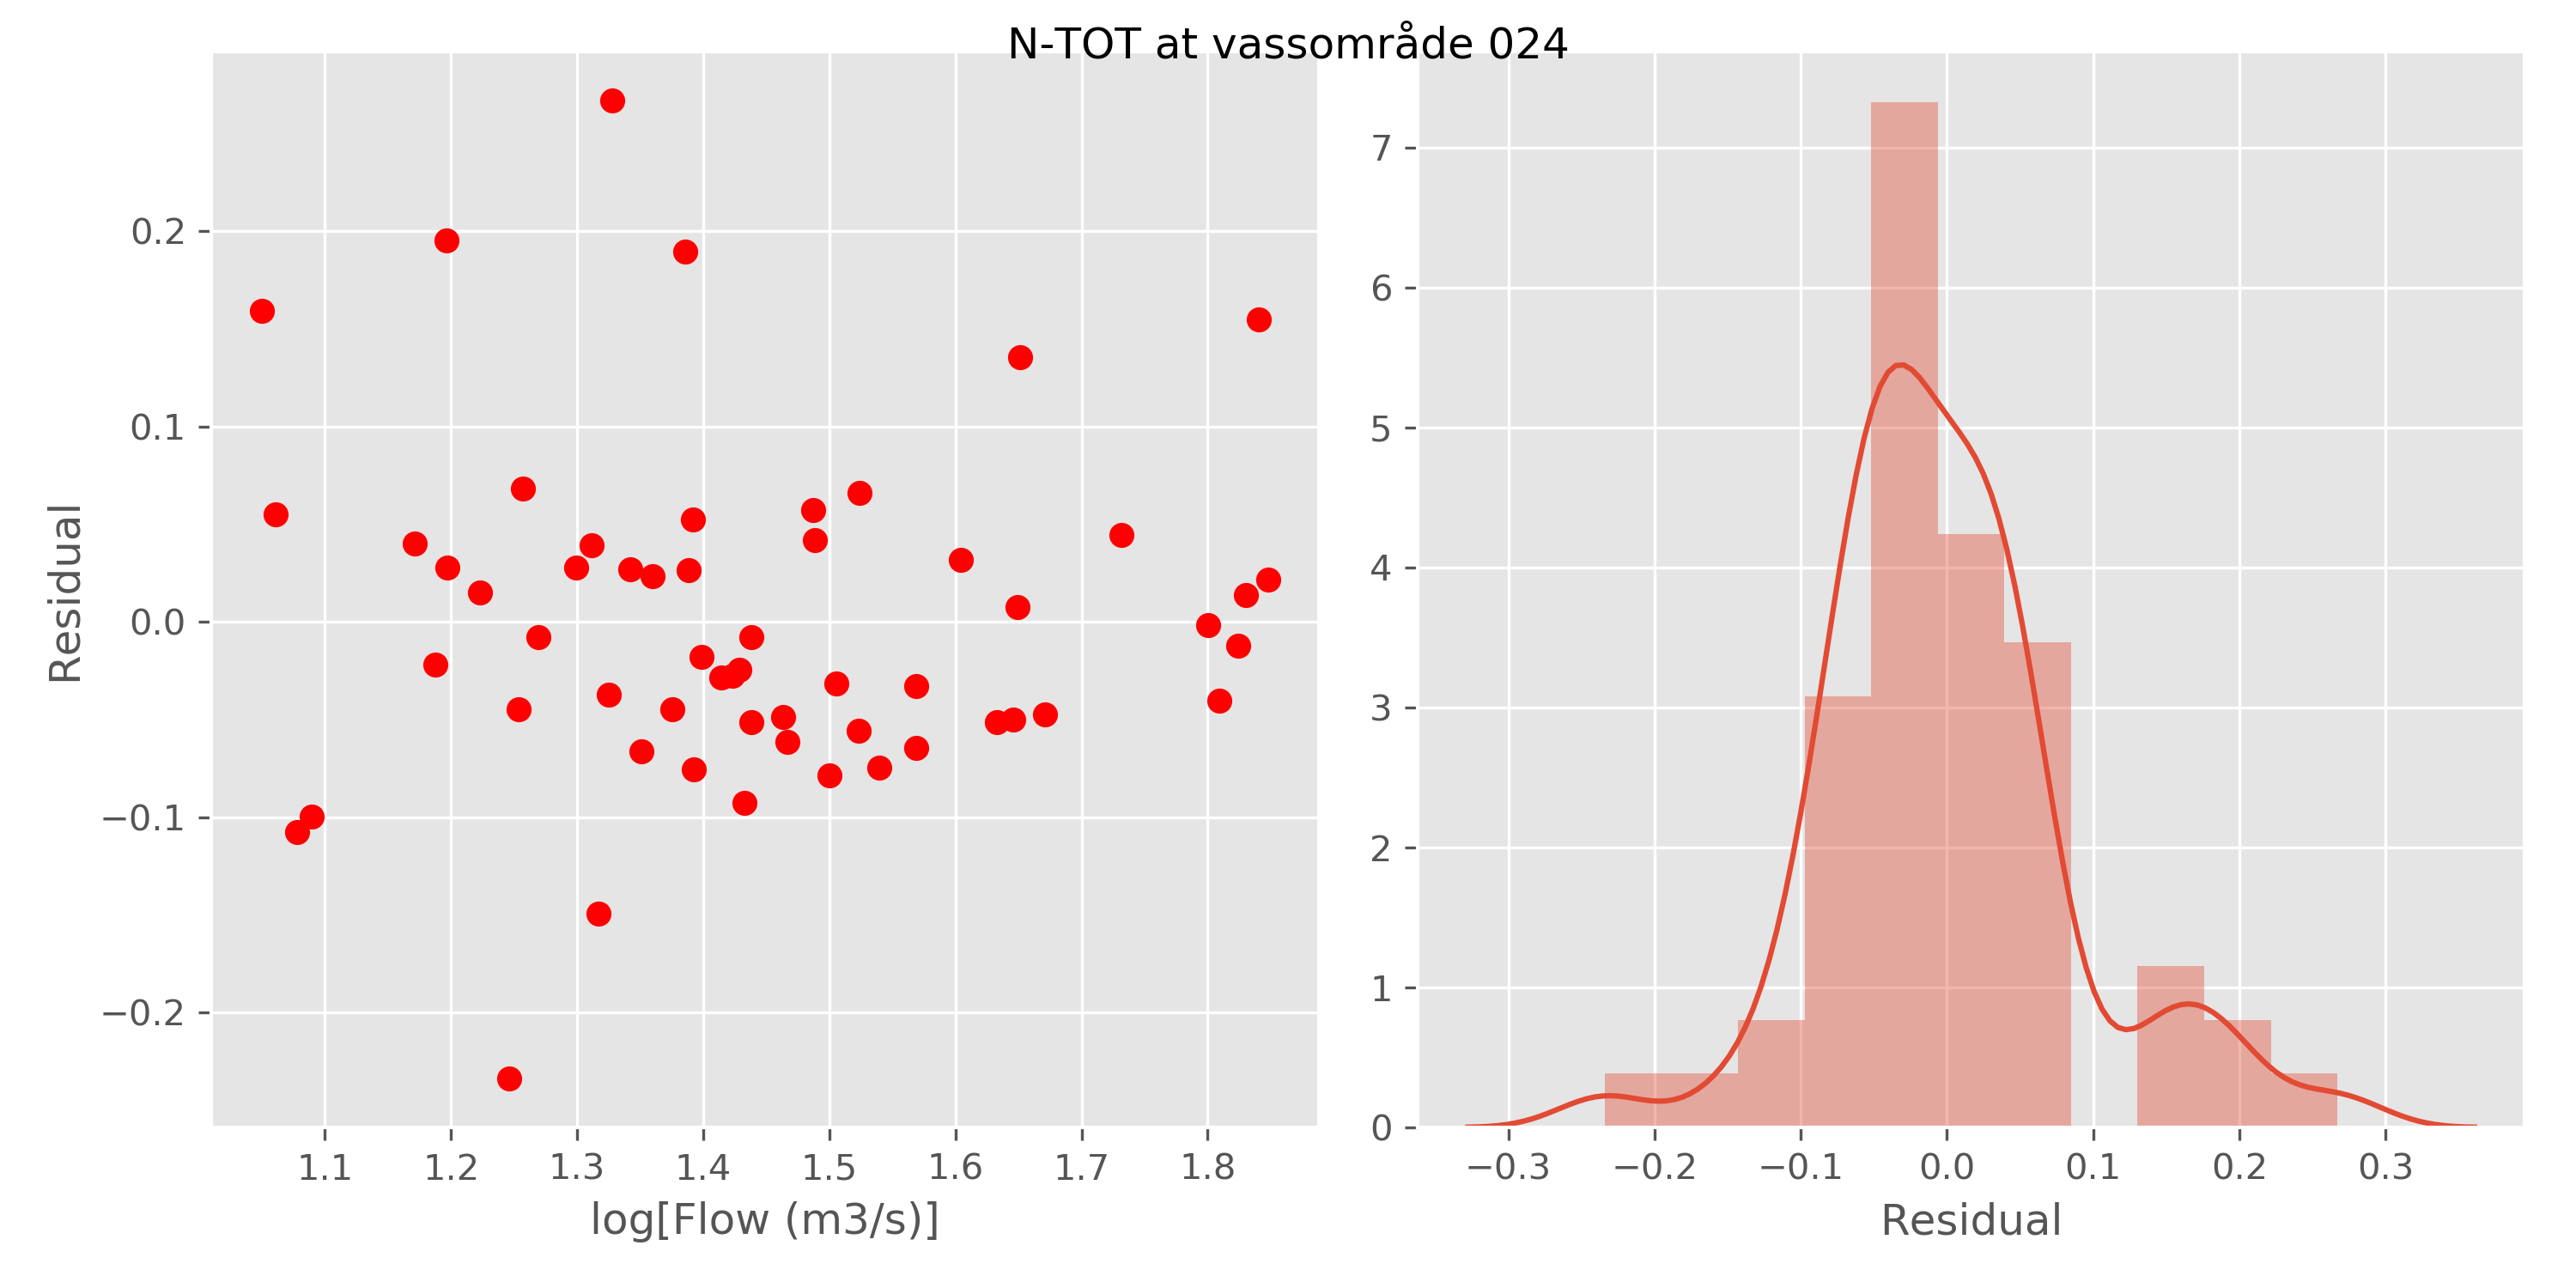 N-TOT at vassområde 024
Residual
0.2
0.1
0.0
−0.1
−0.2
1.1 1.2 1.3 1.4 1.5 1.6 1.7 1.8
log[Flow (m3/s)]
7
6
5
4
3
2
1
0
−0.3 −0.2 −0.1 0.0 0.1 0.2 0.3
Residual